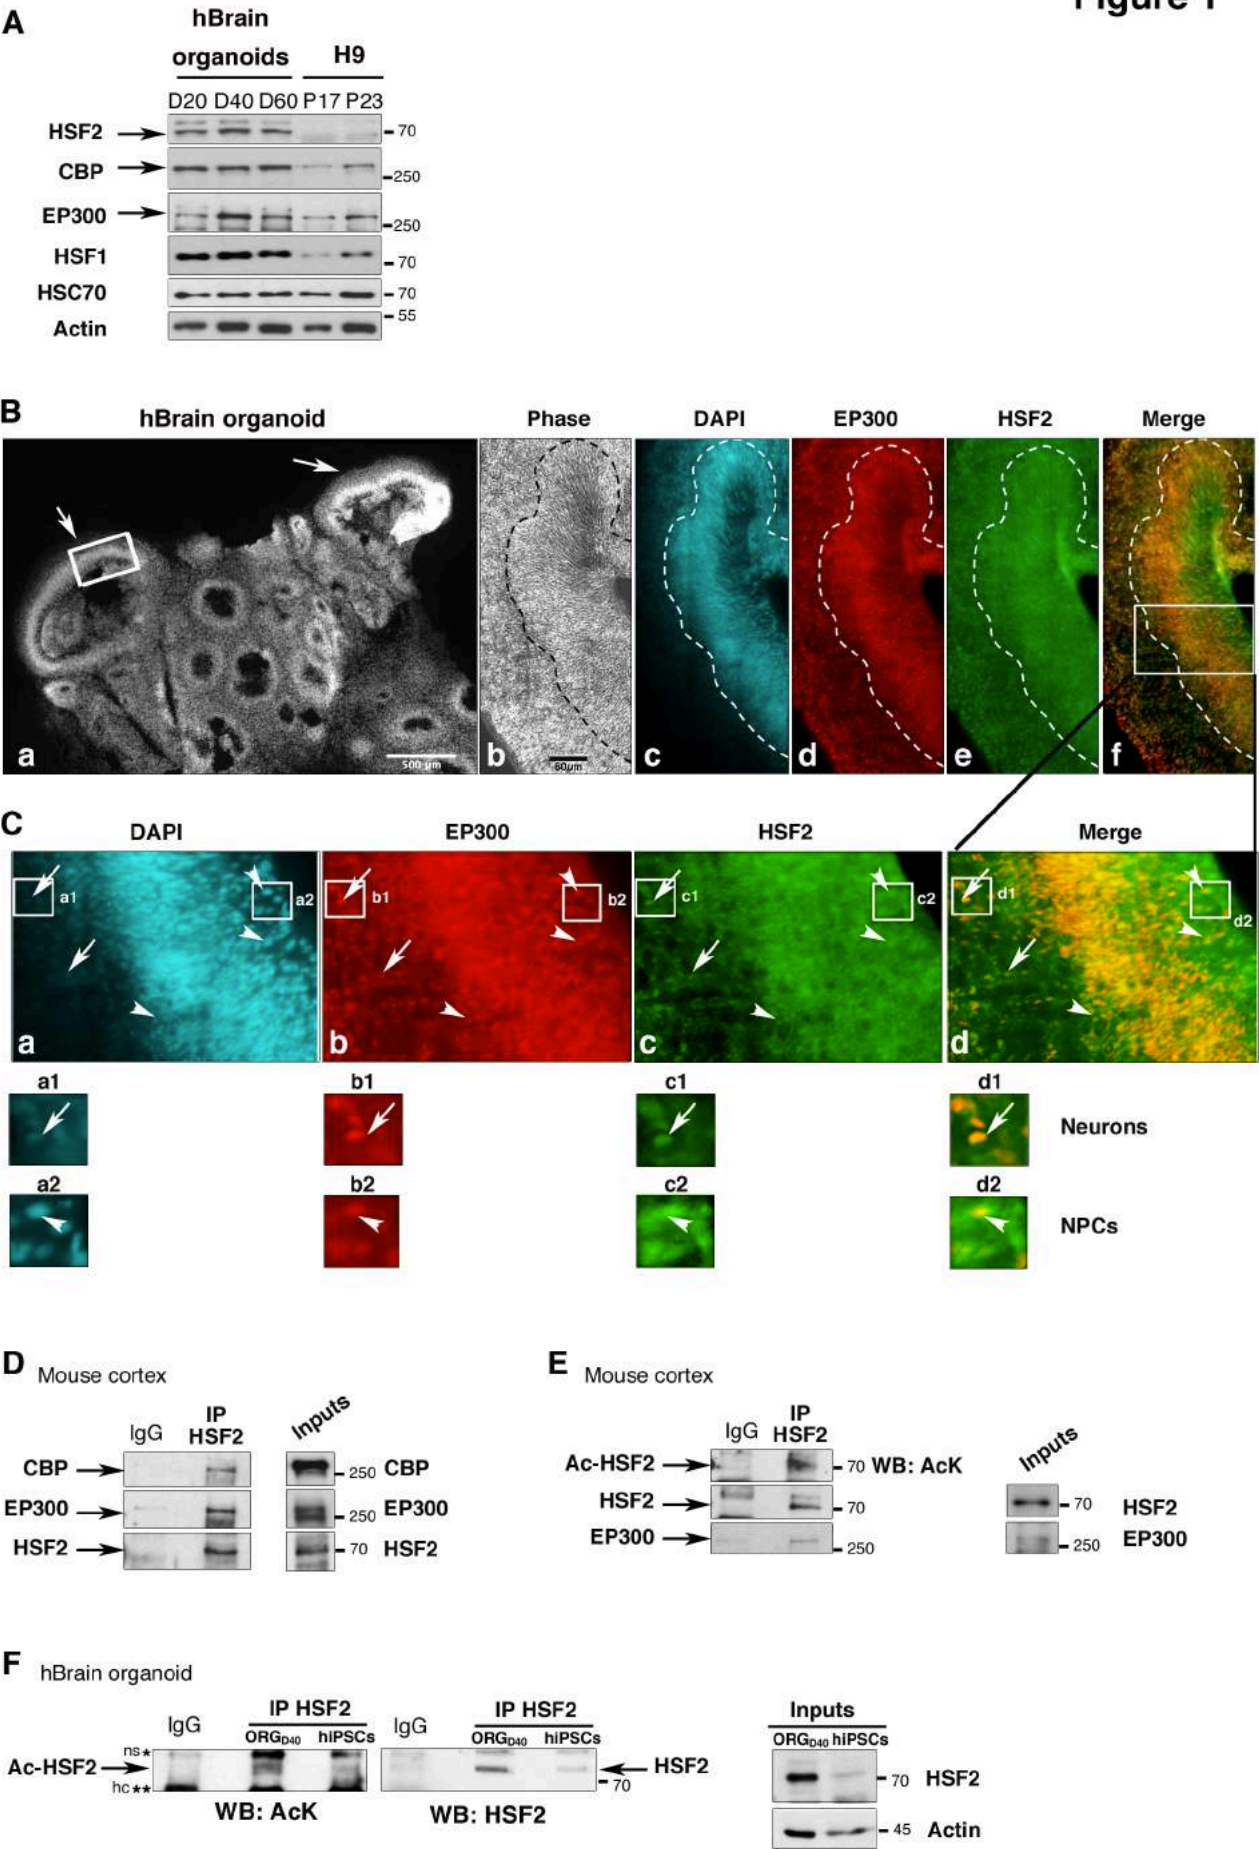 Figure 1
A
hBrain
organoids H9
D20 D40 D60 P17 P23
HSF2 70
CBP 250
EP300 250
HSF1 70
HSC70 70
55
Actin
B
hBrain organoid Phase DAPI EP300 HSF2 Merge
500 µm 60µm
a b c d e f
C
DAPI EP300 HSF2 Merge
a1 a2 b1 b2 c1 c2 d1 d2
a b c d
a1 b1 c1 d1
Neurons
a2 b2 c2 d2
NPCs
D Mouse cortex
IgG IP HSF2 Inputs
CBP 250 CBP
EP300 250 EP300
HSF2 70 HSF2
E Mouse cortex
IgG IP HSF2 Inputs
Ac-HSF2 70 WB: AcK
HSF2 70 70 HSF2
EP300 250 250 EP300
F hBrain organoid
IgG IP HSF2 IgG IP HSF2 Inputs
ORGD40 hiPSCs ORGD40 hiPSCs ORGD40 hiPSCs
ns*
Ac-HSF2 HSF2 70 HSF2
hc** 70
WB: AcK WB: HSF2
45 Actin